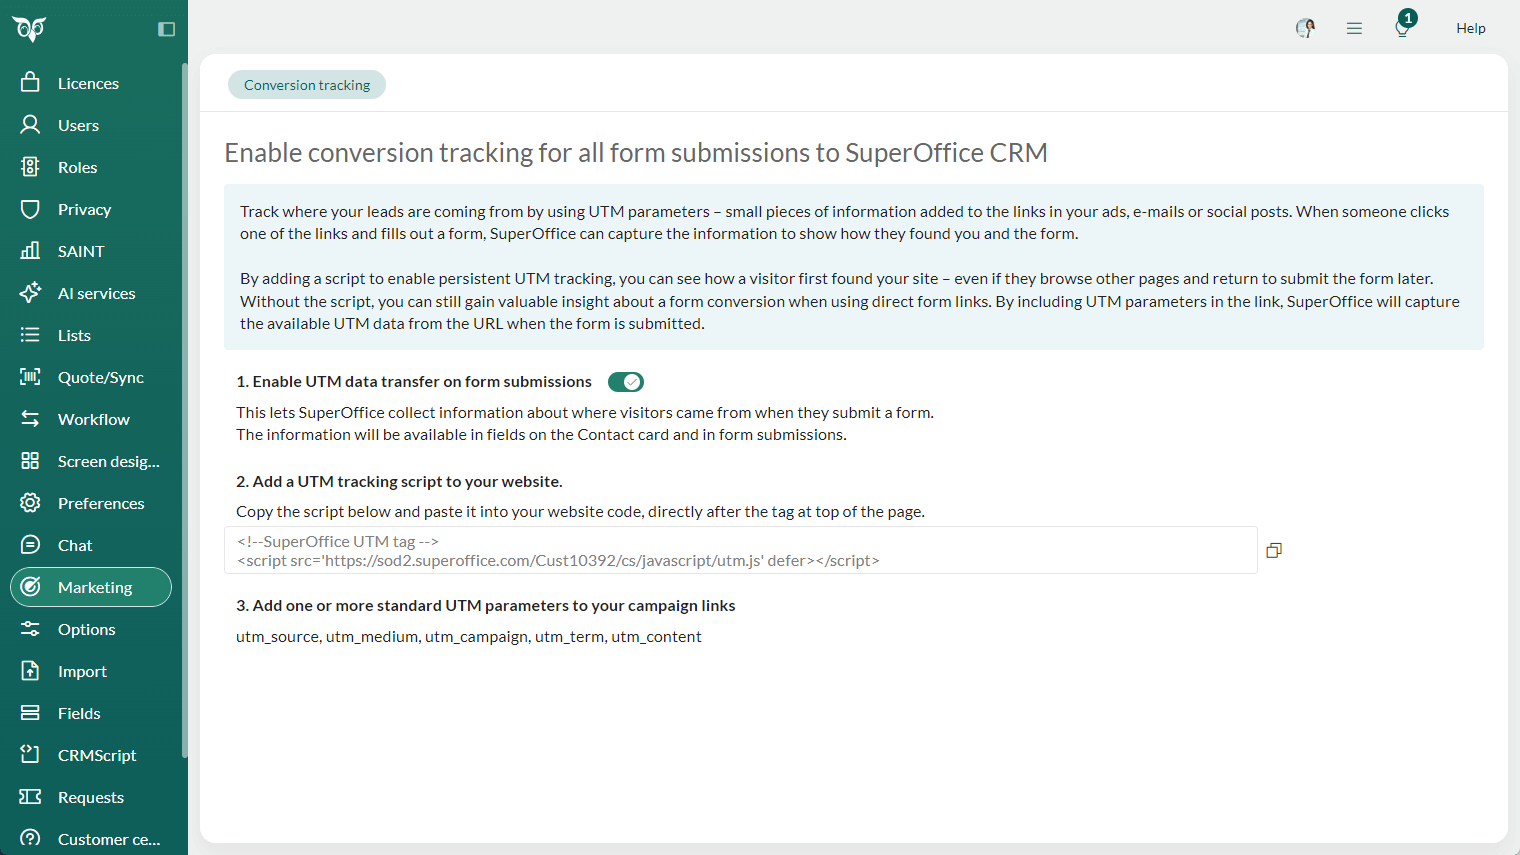 1
Help
Licences
Users
Roles
Privacy
SAINT
AI services
Lists
Quote/Sync
Workflow
Screen desig...
Preferences
Chat
Marketing
Options
Import
Fields
CRMScript
Requests
Customer ce...
Conversion tracking
Enable conversion tracking for all form submissions to SuperOffice CRM
Track where your leads are coming from by using UTM parameters – small pieces of information added to the links in your ads, e-mails or social posts. When someone clicks
one of the links and fills out a form, SuperOffice can capture the information to show how they found you and the form.
By adding a script to enable persistent UTM tracking, you can see how a visitor first found your site – even if they browse other pages and return to submit the form later.
Without the script, you can still gain valuable insight about a form conversion when using direct form links. By including UTM parameters in the link, SuperOffice will capture
the available UTM data from the URL when the form is submitted.
1. Enable UTM data transfer on form submissions
This lets SuperOffice collect information about where visitors came from when they submit a form.
The information will be available in fields on the Contact card and in form submissions.
2. Add a UTM tracking script to your website.
Copy the script below and paste it into your website code, directly after the tag at top of the page.
<!--SuperOffice UTM tag -->
<script src='https://sod2.superoffice.com/Cust10392/cs/javascript/utm.js' defer></script>
3. Add one or more standard UTM parameters to your campaign links
utm_source, utm_medium, utm_campaign, utm_term, utm_content